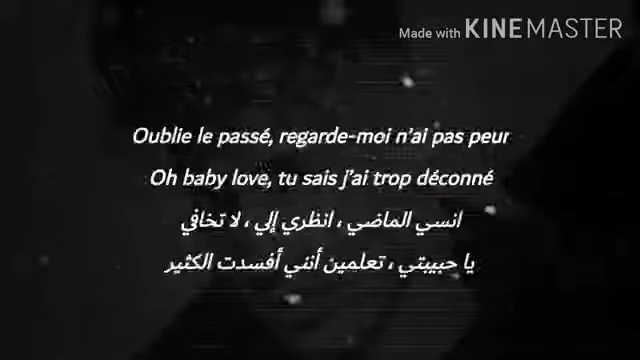 Made with KINEMASTER
Oublie le passé, regarde-moi n'ai pas peur
Oh baby love, tu sais j'ai trop déconné
انسي الماضي ، انظري إلي ، لا تخافي
يا حبيبتي ، تعلمين أنني أفسدت الكثير